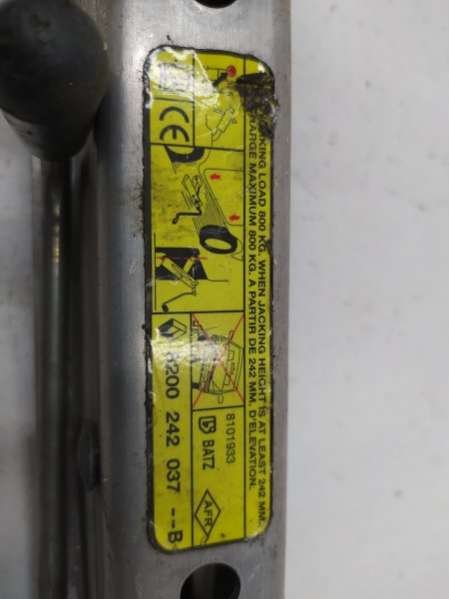 KING LOAD 800 KG. WHEN JACKING HEIGHT IS AT LEAST 242 MM.
CHARGE MAXIMUM 800 KG. A PARTIR DE 242 MM. D'ELEVATION.
CE
8101933
BATZ
AFR
8200 242 037 --B